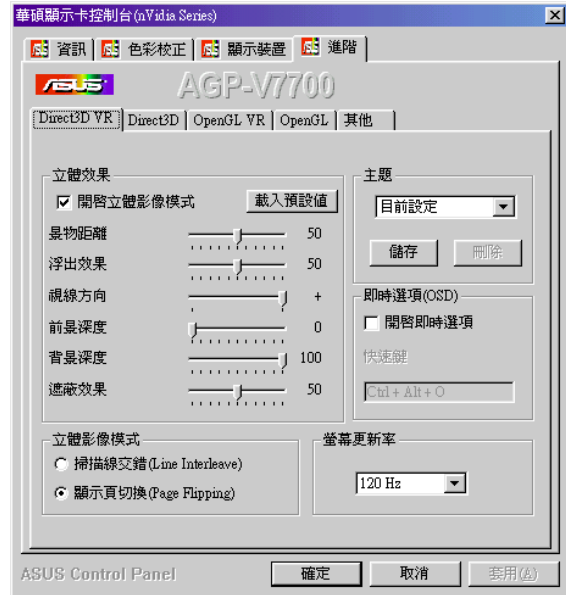 華碩顯示卡控制台(nVidia Series)
資訊 色彩校正 顯示裝置 進階
ASUS AGP-V7700
Direct3D VR Direct3D OpenGL VR OpenGL 其他
立體效果
開啓立體影像模式 載入預設值
景物距離 50
浮出效果 50
視線方向 +
前景深度 0
背景深度 100
遮蔽效果 50
主題
目前設定
儲存 刪除
即時選項(OSD)
開啓即時選項
快速鍵
Ctrl + Alt + O
立體影像模式
掃描線交錯(Line Interleave)
顯示頁切換(Page Flipping)
螢幕更新率
120 Hz
ASUS Control Panel 確定 取消 套用(A)